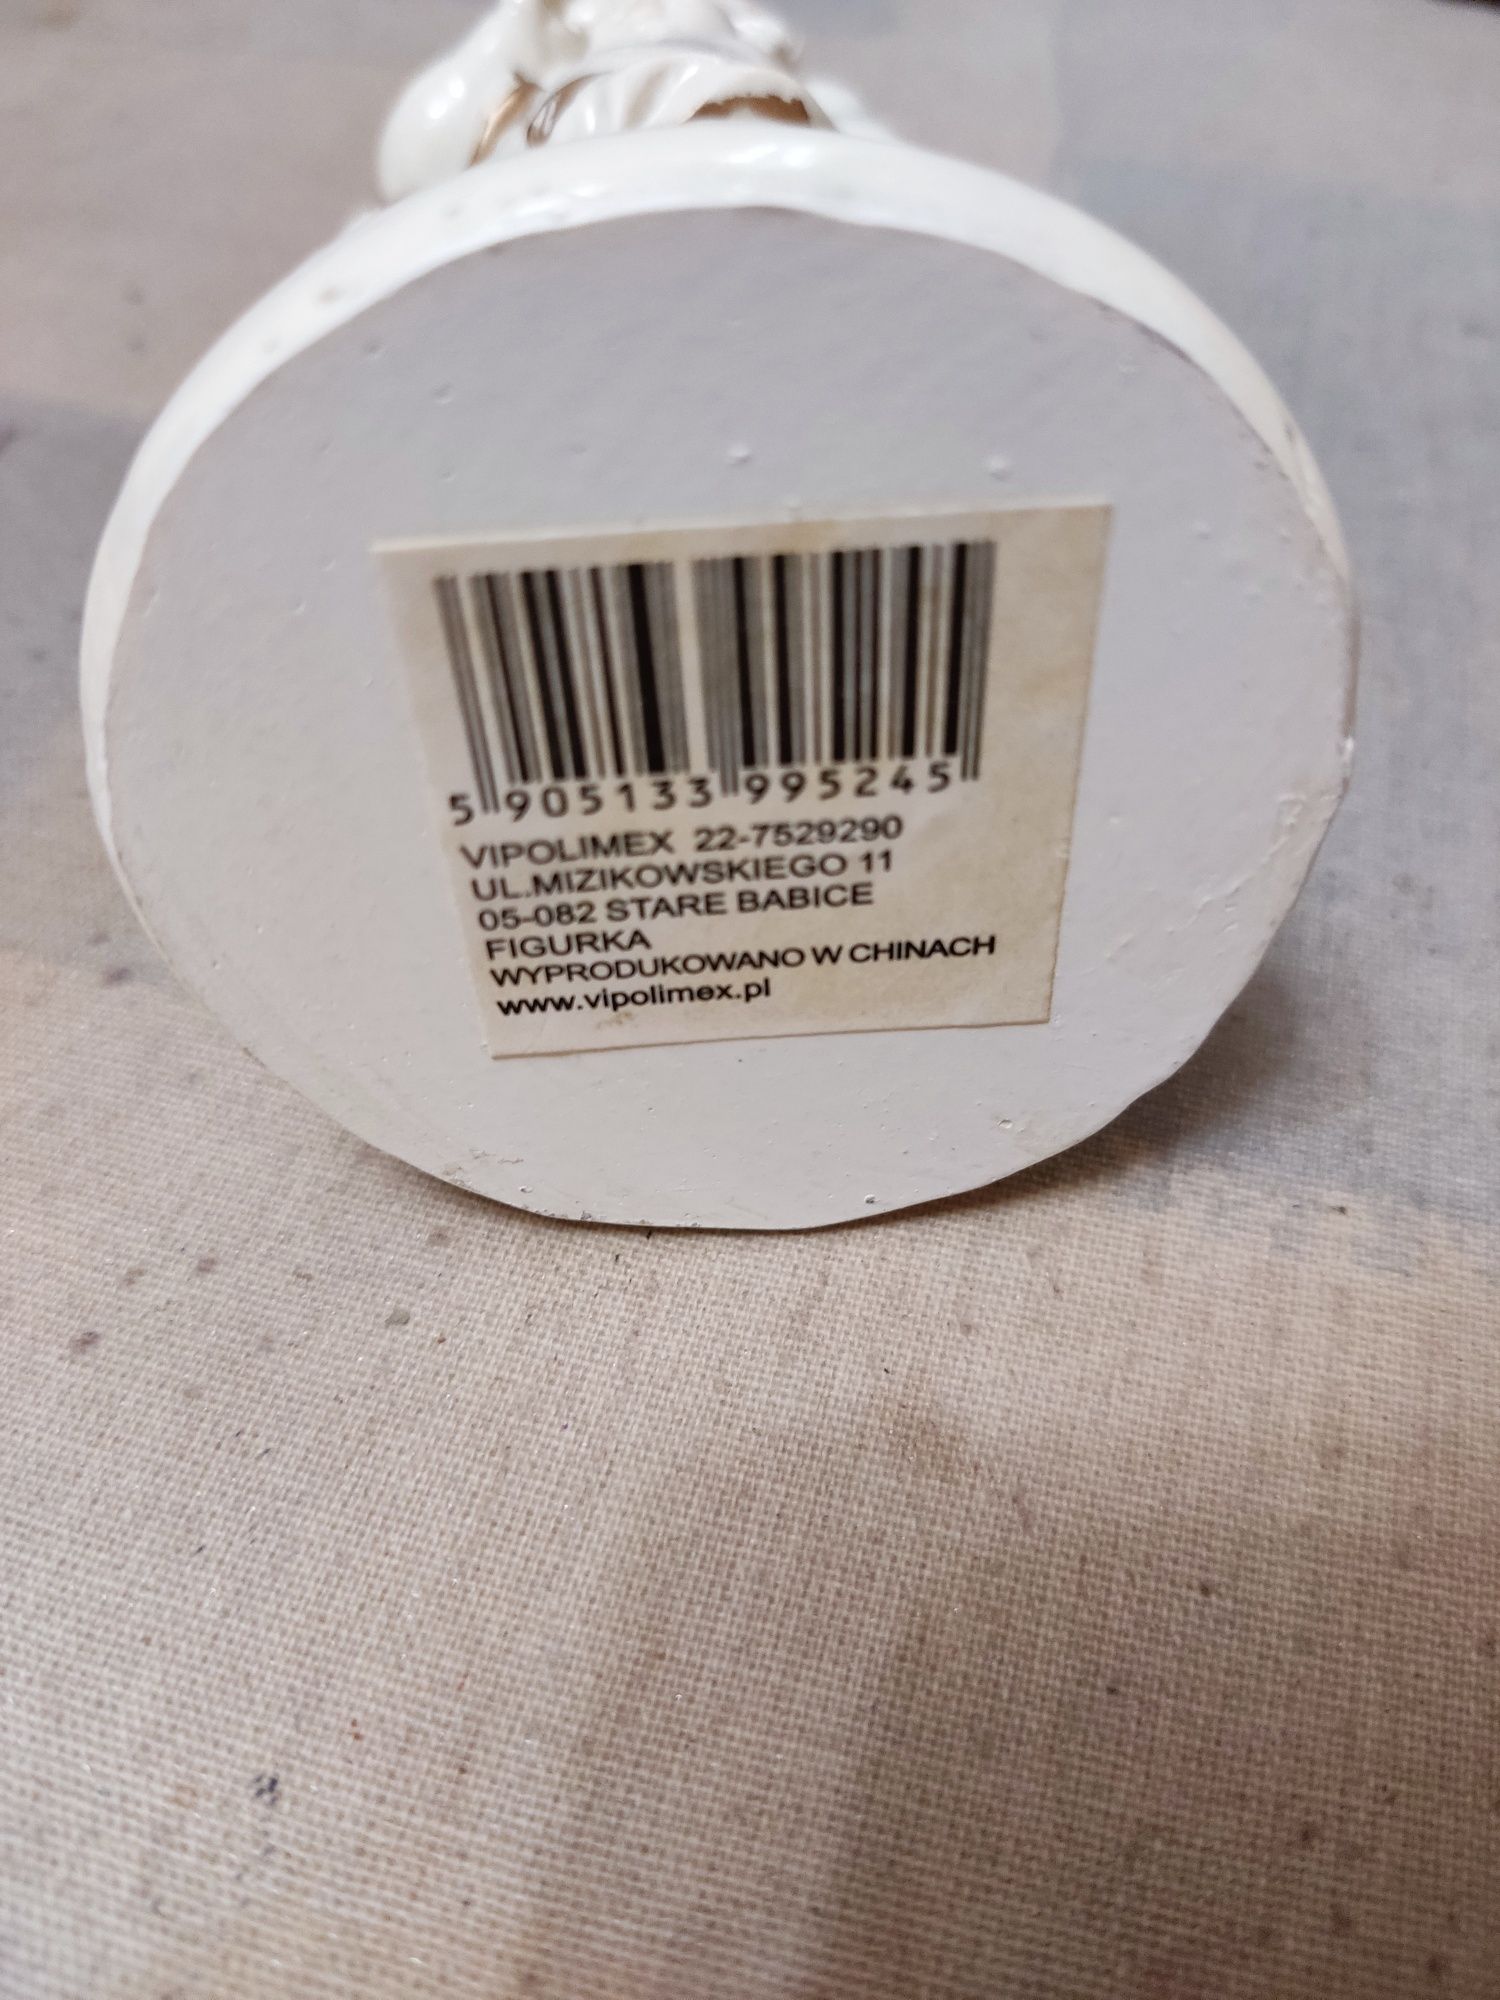 5 905133 995245
VIPOLIMEX 22-7529290
UL.MIZIKOWSKIEGO 11
05-082 STARE BABICE
FIGURKA
WYPRODUKOWANO W CHINACH
www.vipolimex.pl